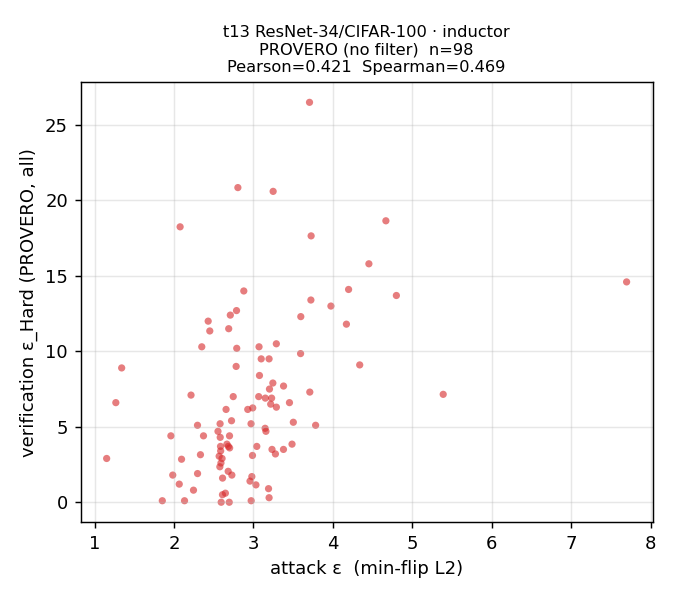 t13 ResNet-34/CIFAR-100 · inductor
PROVERO (no filter)  n=98
Pearson=0.421  Spearman=0.469
verification ε_Hard (PROVERO, all)
25
20
15
10
5
0
1 2 3 4 5 6 7 8
attack ε  (min-flip L2)